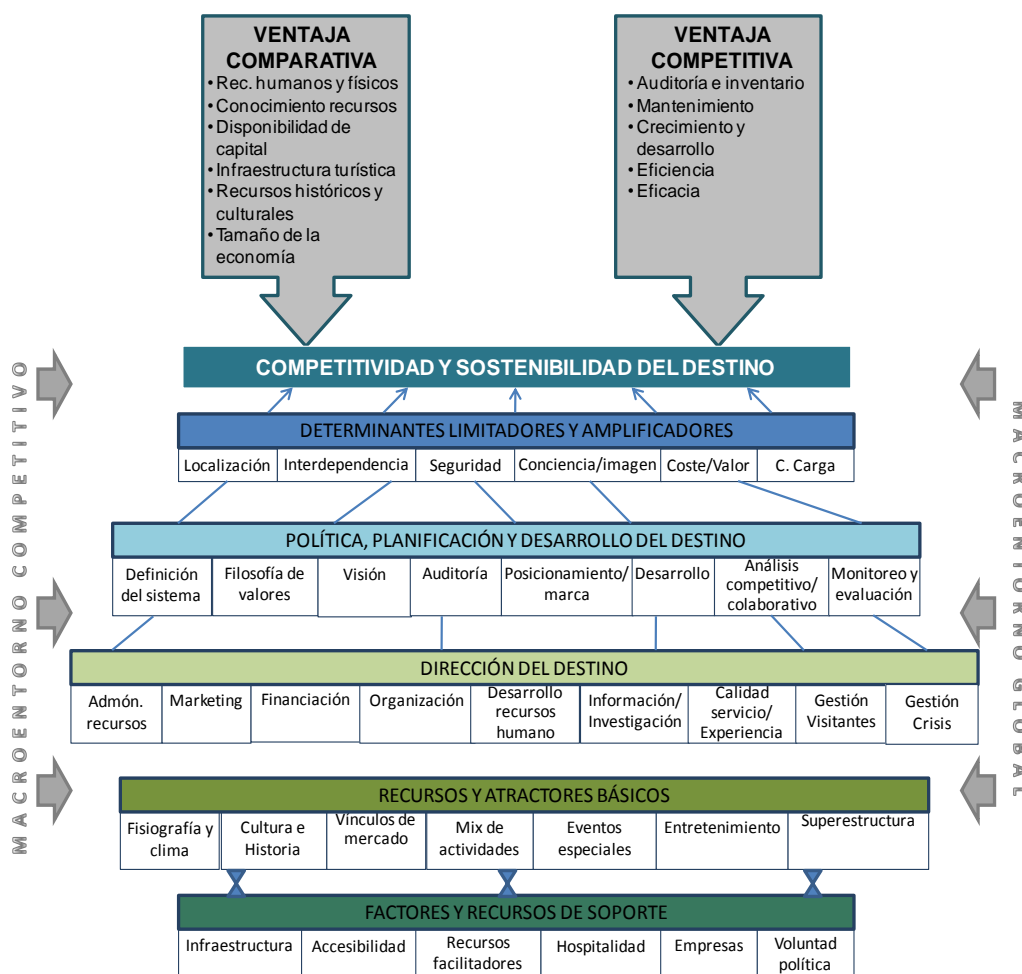 VENTAJA
COMPARATIVA
• Rec. humanos y físicos
• Conocimiento recursos
• Disponibilidad de
capital
• Infraestructura turística
• Recursos históricos y
culturales
• Tamaño de la
economía
VENTAJA
COMPETITIVA
• Auditoría e inventario
• Mantenimiento
• Crecimiento y
desarrollo
• Eficiencia
• Eficacia
MACROENTORNO COMPETITIVO
MACROENTORNO GLOBAL
COMPETITIVIDAD Y SOSTENIBILIDAD DEL DESTINO
DETERMINANTES LIMITADORES Y AMPLIFICADORES
Localización
Interdependencia
Seguridad
Conciencia/imagen
Coste/Valor
C. Carga
POLÍTICA, PLANIFICACIÓN Y DESARROLLO DEL DESTINO
Definición
del sistema
Filosofía de
valores
Visión
Auditoría
Posicionamiento/
marca
Desarrollo
Análisis
competitivo/
colaborativo
Monitoreo y
evaluación
DIRECCIÓN DEL DESTINO
Admón.
recursos
Marketing
Financiación
Organización
Desarrollo
recursos
humano
Información/
Investigación
Calidad
servicio/
Experiencia
Gestión
Visitantes
Gestión
Crisis
RECURSOS Y ATRACTORES BÁSICOS
Fisiografía y
clima
Cultura e
Historia
Vínculos de
mercado
Mix de
actividades
Eventos
especiales
Entretenimiento
Superestructura
FACTORES Y RECURSOS DE SOPORTE
Infraestructura
Accesibilidad
Recursos
facilitadores
Hospitalidad
Empresas
Voluntad
política